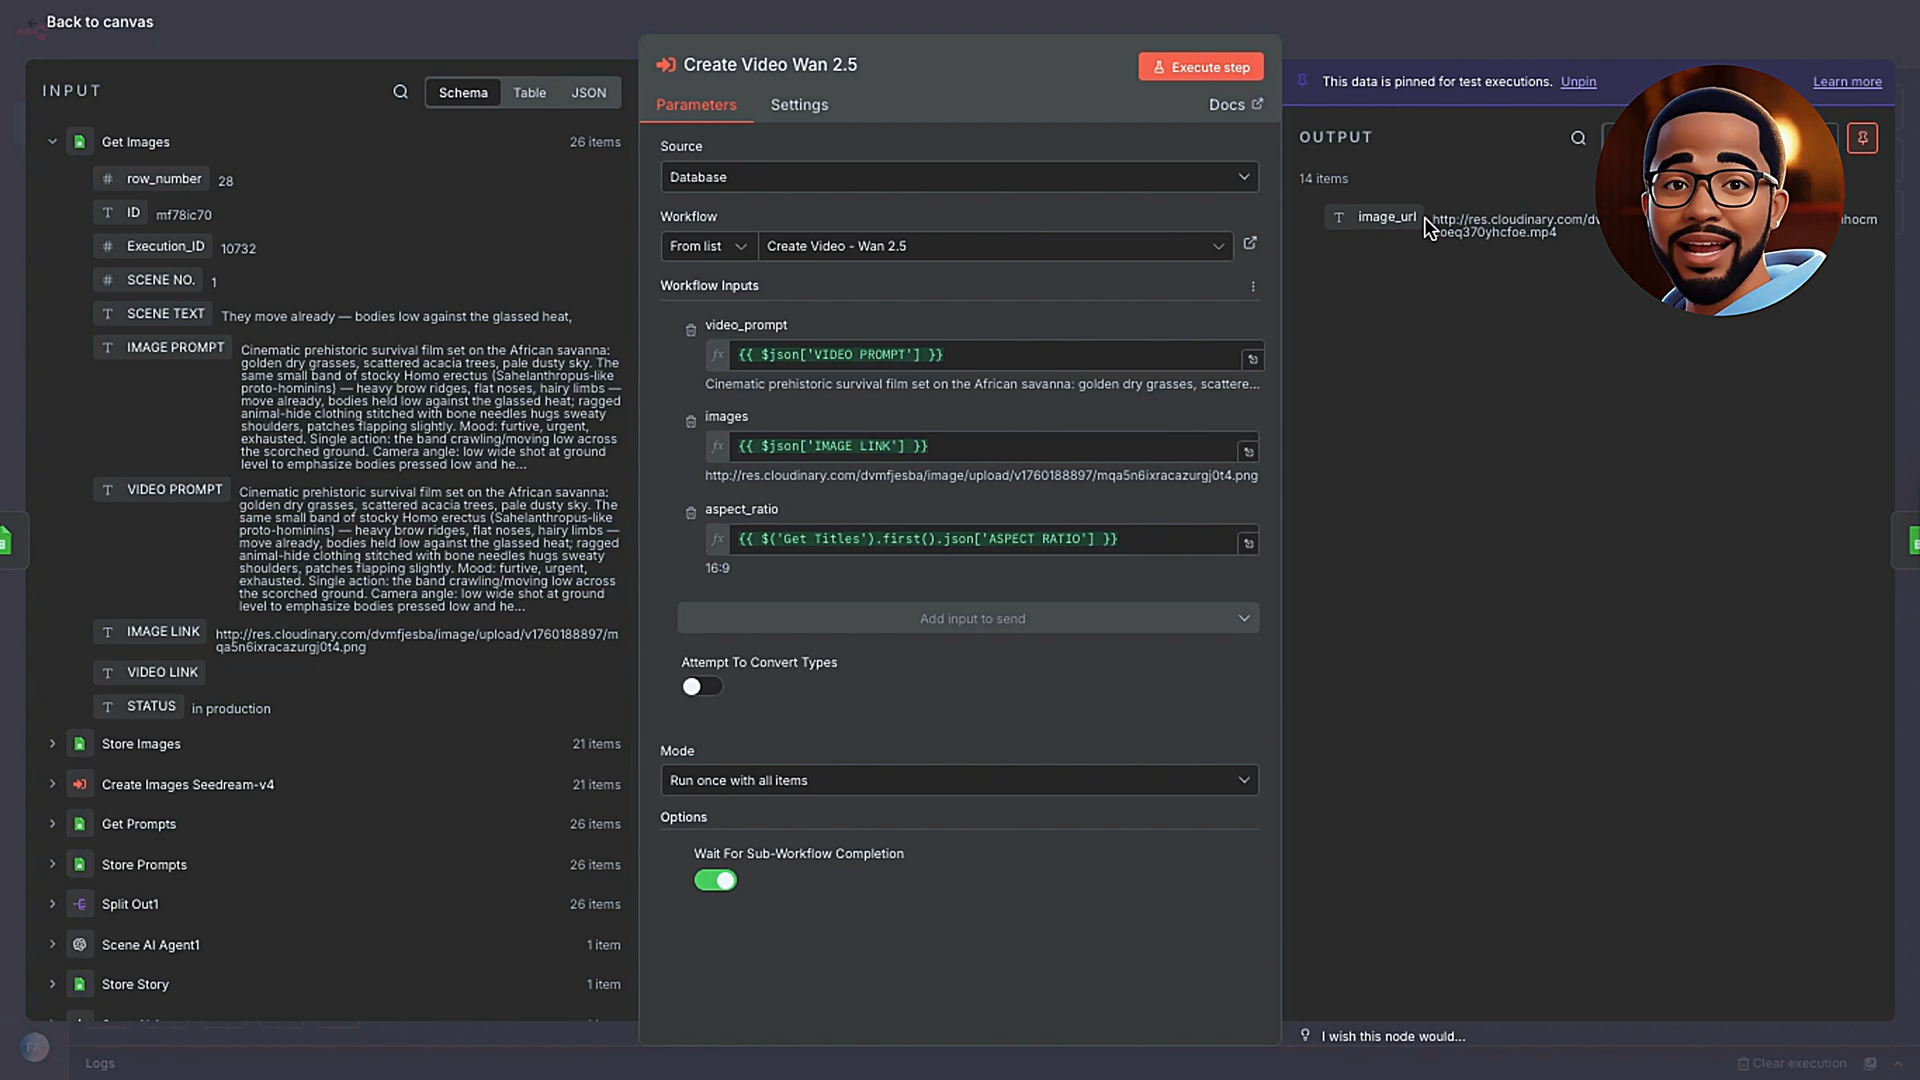 Back to canvas
INPUT
Schema
Table
JSON
Get Images
26 items
# row_number 28
T ID mf78ic70
# Execution_ID 10732
# SCENE NO. 1
T SCENE TEXT They move already — bodies low against the glassed heat,
T IMAGE PROMPT Cinematic prehistoric survival film set on the African savanna:
golden dry grasses, scattered acacia trees, pale dusty sky. The
same small band of stocky Homo erectus (Sahelanthropus-like
proto-hominins) — heavy brow ridges, flat noses, hairy limbs —
move already, bodies held low against the glassed heat; ragged
animal-hide clothing stitched with bone needles hugs sweaty
shoulders, patches flapping slightly. Mood: furtive, urgent,
exhausted. Single action: the band crawling/moving low across
the scorched ground. Camera angle: low wide shot at ground
level to emphasize bodies pressed low and he...
T VIDEO PROMPT Cinematic prehistoric survival film set on the African savanna:
golden dry grasses, scattered acacia trees, pale dusty sky. The
same small band of stocky Homo erectus (Sahelanthropus-like
proto-hominins) — heavy brow ridges, flat noses, hairy limbs —
move already, bodies held low against the glassed heat; ragged
animal-hide clothing stitched with bone needles hugs sweaty
shoulders, patches flapping slightly. Mood: furtive, urgent,
exhausted. Single action: the band crawling/moving low across
the scorched ground. Camera angle: low wide shot at ground
level to emphasize bodies pressed low and he...
T IMAGE LINK http://res.cloudinary.com/dvmfjesba/image/upload/v1760188897/m
qa5n6ixracazurgj0t4.png
T VIDEO LINK
T STATUS in production
Store Images 21 items
Create Images Seedream-v4 21 items
Get Prompts 26 items
Store Prompts 26 items
Split Out1 26 items
Scene AI Agent1 1 item
Store Story 1 item
FA
Logs
Create Video Wan 2.5
Execute step
Parameters
Settings
Docs
Source
Database
Workflow
From list
Create Video - Wan 2.5
Workflow Inputs
video_prompt
fx {{ $json['VIDEO PROMPT'] }}
Cinematic prehistoric survival film set on the African savanna: golden dry grasses, scattere...
images
fx {{ $json['IMAGE LINK'] }}
http://res.cloudinary.com/dvmfjesba/image/upload/v1760188897/mqa5n6ixracazurgj0t4.png
aspect_ratio
fx {{ $('Get Titles').first().json['ASPECT RATIO'] }}
16:9
Add input to send
Attempt To Convert Types
Mode
Run once with all items
Options
Wait For Sub-Workflow Completion
This data is pinned for test executions. Unpin
Learn more
OUTPUT
14 items
T image_url http://res.cloudinary.com/dv
oeq370yhcfoe.mp4
I wish this node would...
Clear execution